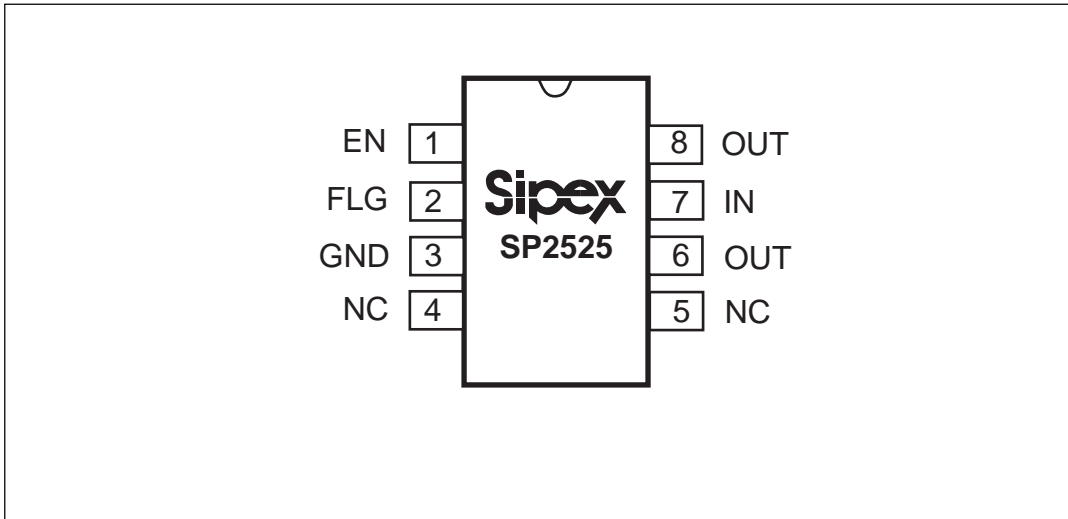 EN 1 8 OUT
FLG 2 Sipex 7 IN
SP2525
GND 3 6 OUT
NC 4 5 NC